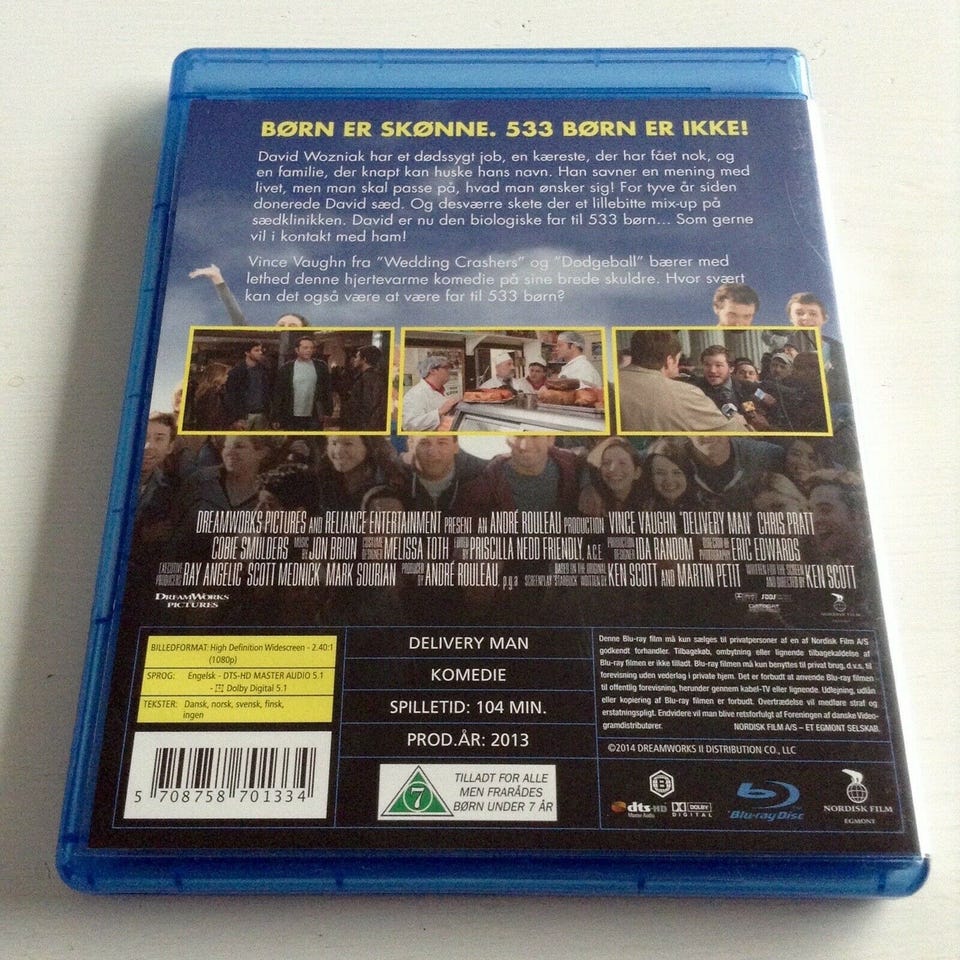 BØRN ER SKØNNE. 533 BØRN ER IKKE!
David Wozniak har et dødssygt job, en kæreste, der har fået nok, og
en familie, der knapt kan huske hans navn. Han savner en mening med
livet, men man skal passe på, hvad man ønsker sig! For tyve år siden
donerede David sæd. Og desværre skete der et lillebitte mix-up på
sædklinikken. David er nu den biologiske far til 533 børn... Som gerne
vil i kontakt med ham!
Vince Vaughn fra "Wedding Crashers" og "Dodgeball" bærer med
lethed denne hjertevarme komedie på sine brede skuldre. Hvor svært
kan det også være at være far til 533 børn?
DREAMWORKS PICTURES AND RELIANCE ENTERTAINMENT PRESENT AN ANDRÉ ROULEAU PRODUCTION VINCE VAUGHN "DELIVERY MAN" CHRIS PRATT
COBIE SMULDERS MUSIC BY JON BRION COSTUME DESIGNER MELISSA TOTH EDITED BY PRISCILLA NEDD FRIENDLY, A.C.E. PRODUCTION DESIGNER IDA RANDOM DIRECTOR OF PHOTOGRAPHY ERIC EDWARDS
EXECUTIVE PRODUCERS RAY ANGELIC SCOTT MEDNICK MARK SOURIAN PRODUCED BY ANDRÉ ROULEAU, p.g.a. BASED ON THE ORIGINAL SCREENPLAY "STARBUCK" WRITTEN BY KEN SCOTT AND MARTIN PETIT WRITTEN FOR THE SCREEN AND DIRECTED BY KEN SCOTT
DREAMWORKS
PICTURES
NORDISK FILM
BILLEDFORMAT: High Definition Widescreen - 2.40:1
(1080p)
SPROG: Engelsk - DTS-HD MASTER AUDIO 5.1
- Dolby Digital 5.1
TEKSTER: Dansk, norsk, svensk, finsk,
ingen
5 708758 701334
DELIVERY MAN
KOMEDIE
SPILLETID: 104 MIN.
PROD.ÅR: 2013
7
TILLADT FOR ALLE
MEN FRARÅDES
BØRN UNDER 7 ÅR
Denne Blu-ray film må kun sælges til privatpersoner af en af Nordisk Film A/S
godkendt forhandler. Tilbagekøb, ombytning eller lignende tilbagekaldelse af
Blu-ray filmen er ikke tilladt. Blu-ray filmen må kun benyttes til privat brug, d.v.s. til
forevisning uden vederlag i private hjem. Det er forbudt at anvende Blu-ray filmen
til offentlig forevisning, herunder gennem kabel-TV eller lignende. Udlejning, udlån
eller kopiering af Blu-ray filmen er forbudt. Overtrædelse vil medføre straf og
erstatningspligt. Endvidere vil man blive retsforfulgt af Foreningen af danske Video-
gramdistributører. NORDISK FILM A/S – ET EGMONT SELSKAB.
©2014 DREAMWORKS II DISTRIBUTION CO., LLC
B
dts-HD
Master Audio
DOLBY
DIGITAL
Blu-ray Disc
NORDISK FILM
EGMONT